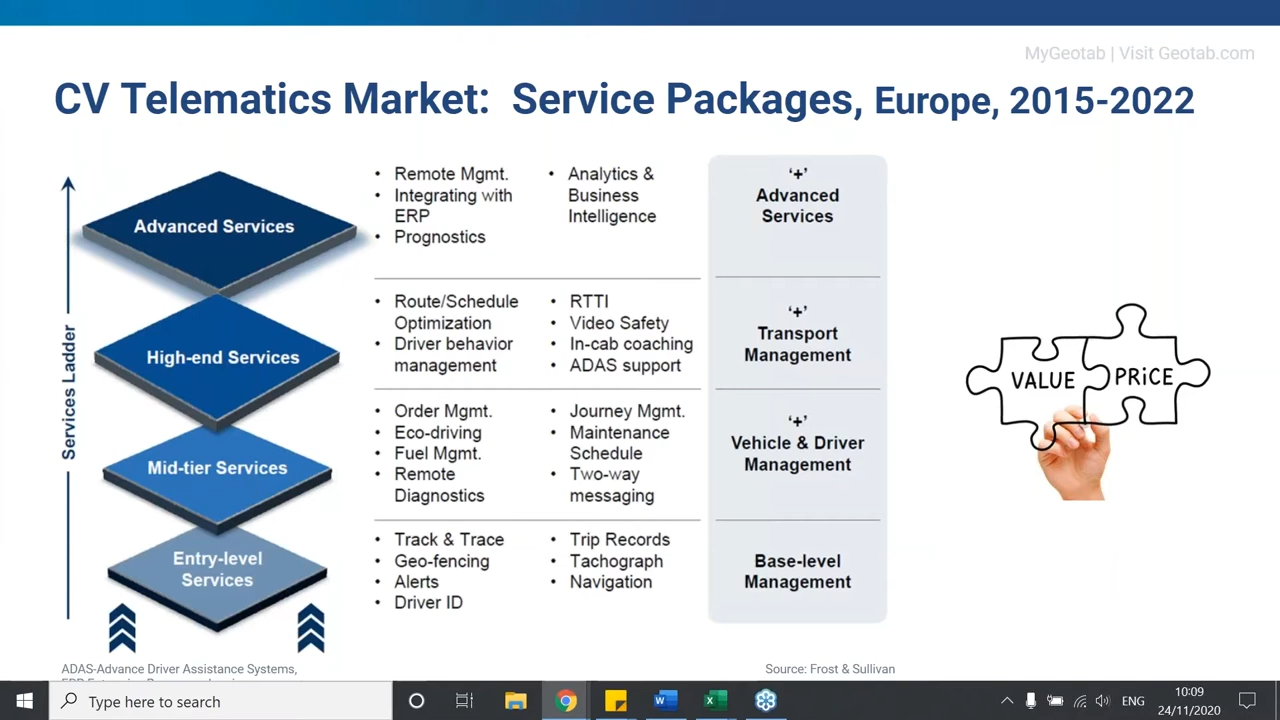 MyGeotab | Visit Geotab.com
CV Telematics Market: Service Packages, Europe, 2015-2022
Services Ladder
Advanced Services
• Remote Mgmt.
• Integrating with
ERP
• Prognostics
• Analytics &
Business
Intelligence
‘+’
Advanced
Services
High-end Services
• Route/Schedule
Optimization
• Driver behavior
management
• RTTI
• Video Safety
• In-cab coaching
• ADAS support
‘+’
Transport
Management
Mid-tier Services
• Order Mgmt.
• Eco-driving
• Fuel Mgmt.
• Remote
Diagnostics
• Journey Mgmt.
• Maintenance
Schedule
• Two-way
messaging
‘+’
Vehicle & Driver
Management
Entry-level
Services
• Track & Trace
• Geo-fencing
• Alerts
• Driver ID
• Trip Records
• Tachograph
• Navigation
Base-level
Management
VALUE
PRiCE
ADAS-Advance Driver Assistance Systems,
Source: Frost & Sullivan
Type here to search
ENG
10:09
24/11/2020